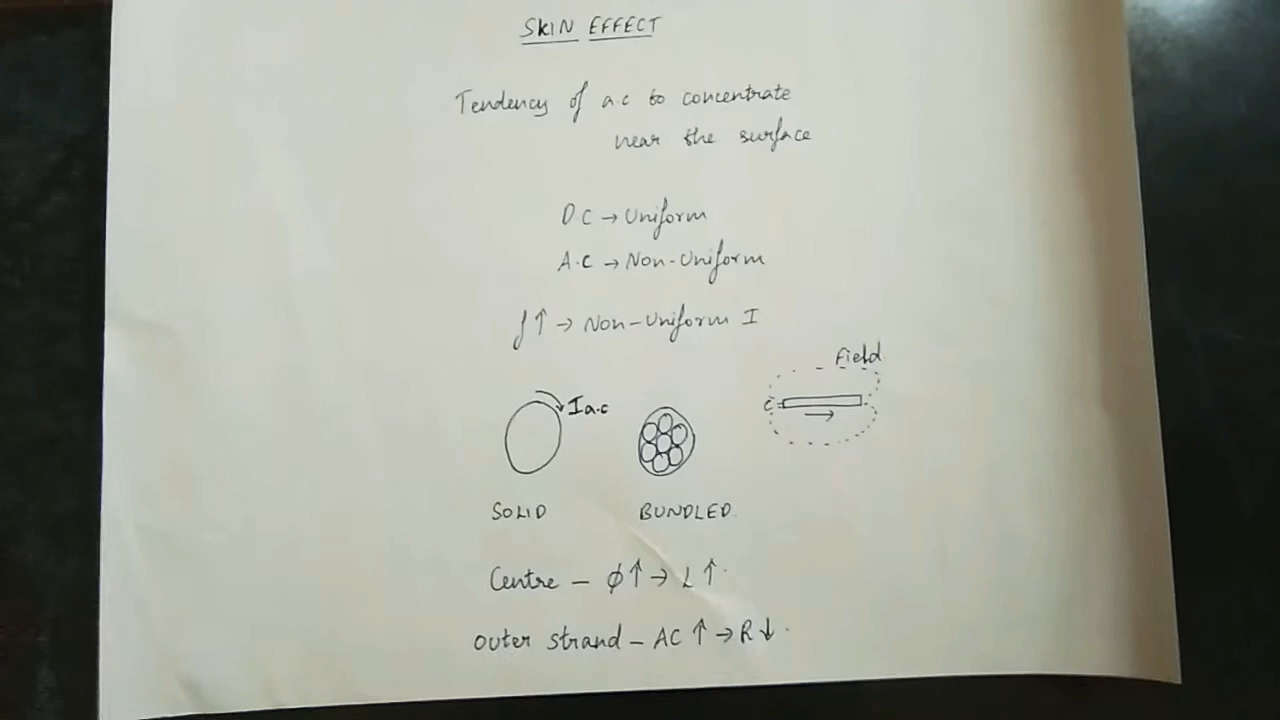 SKIN EFFECT
Tendency of a.c to concentrate
near the surface
D.C → Uniform
A.C → Non-Uniform
f↑ → Non-Uniform I
Field
Ia.c
C
SOLID
BUNDLED
Centre - ϕ↑ → L↑.
outer strand - AC ↑ → R↓.